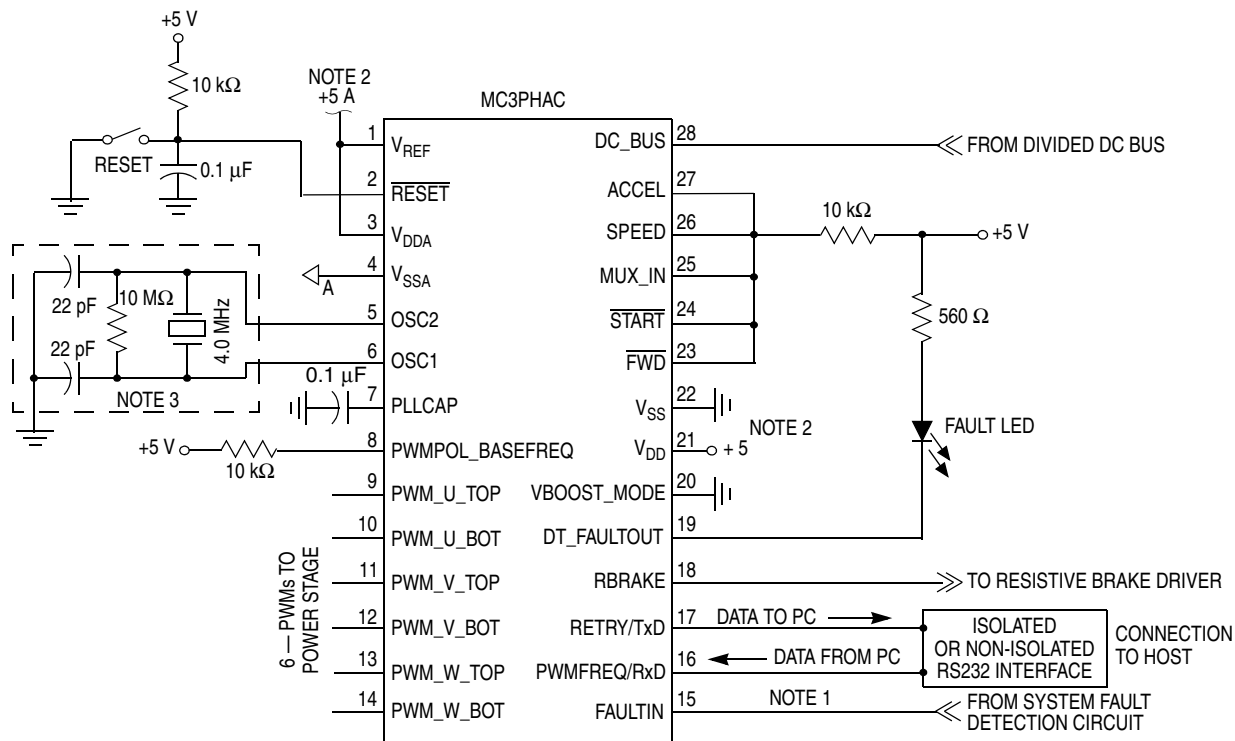 +5 V
10 kΩ
RESET
0.1 µF
NOTE 2
+5 A
MC3PHAC
1
VREF
2
RESET
3
VDDA
4
VSSA
A
5
OSC2
6
OSC1
7
PLLCAP
0.1 µF
8
PWMPOL_BASEFREQ
+5 V
10 kΩ
9
PWM_U_TOP
10
PWM_U_BOT
11
PWM_V_TOP
12
PWM_V_BOT
13
PWM_W_TOP
14
PWM_W_BOT
6 — PWMs TO
POWER STAGE
22 pF
10 MΩ
4.0 MHz
22 pF
NOTE 3
DC_BUS
28
FROM DIVIDED DC BUS
ACCEL
27
SPEED
26
10 kΩ
+5 V
MUX_IN
25
START
24
560 Ω
FWD
23
VSS
22
VDD
21
+ 5
NOTE 2
FAULT LED
VBOOST_MODE
20
DT_FAULTOUT
19
RBRAKE
18
TO RESISTIVE BRAKE DRIVER
RETRY/TxD
17
DATA TO PC
PWMFREQ/RxD
16
DATA FROM PC
ISOLATED
OR NON-ISOLATED
RS232 INTERFACE
CONNECTION
TO HOST
FAULTIN
15
NOTE 1
FROM SYSTEM FAULT
DETECTION CIRCUIT